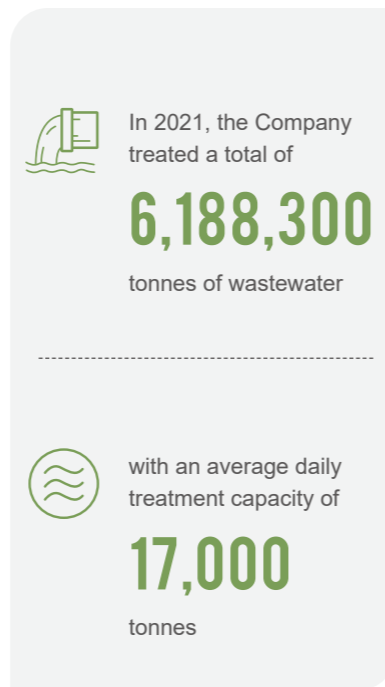 In 2021, the Company
treated a total of
6,188,300
tonnes of wastewater
with an average daily
treatment capacity of
17,000
tonnes